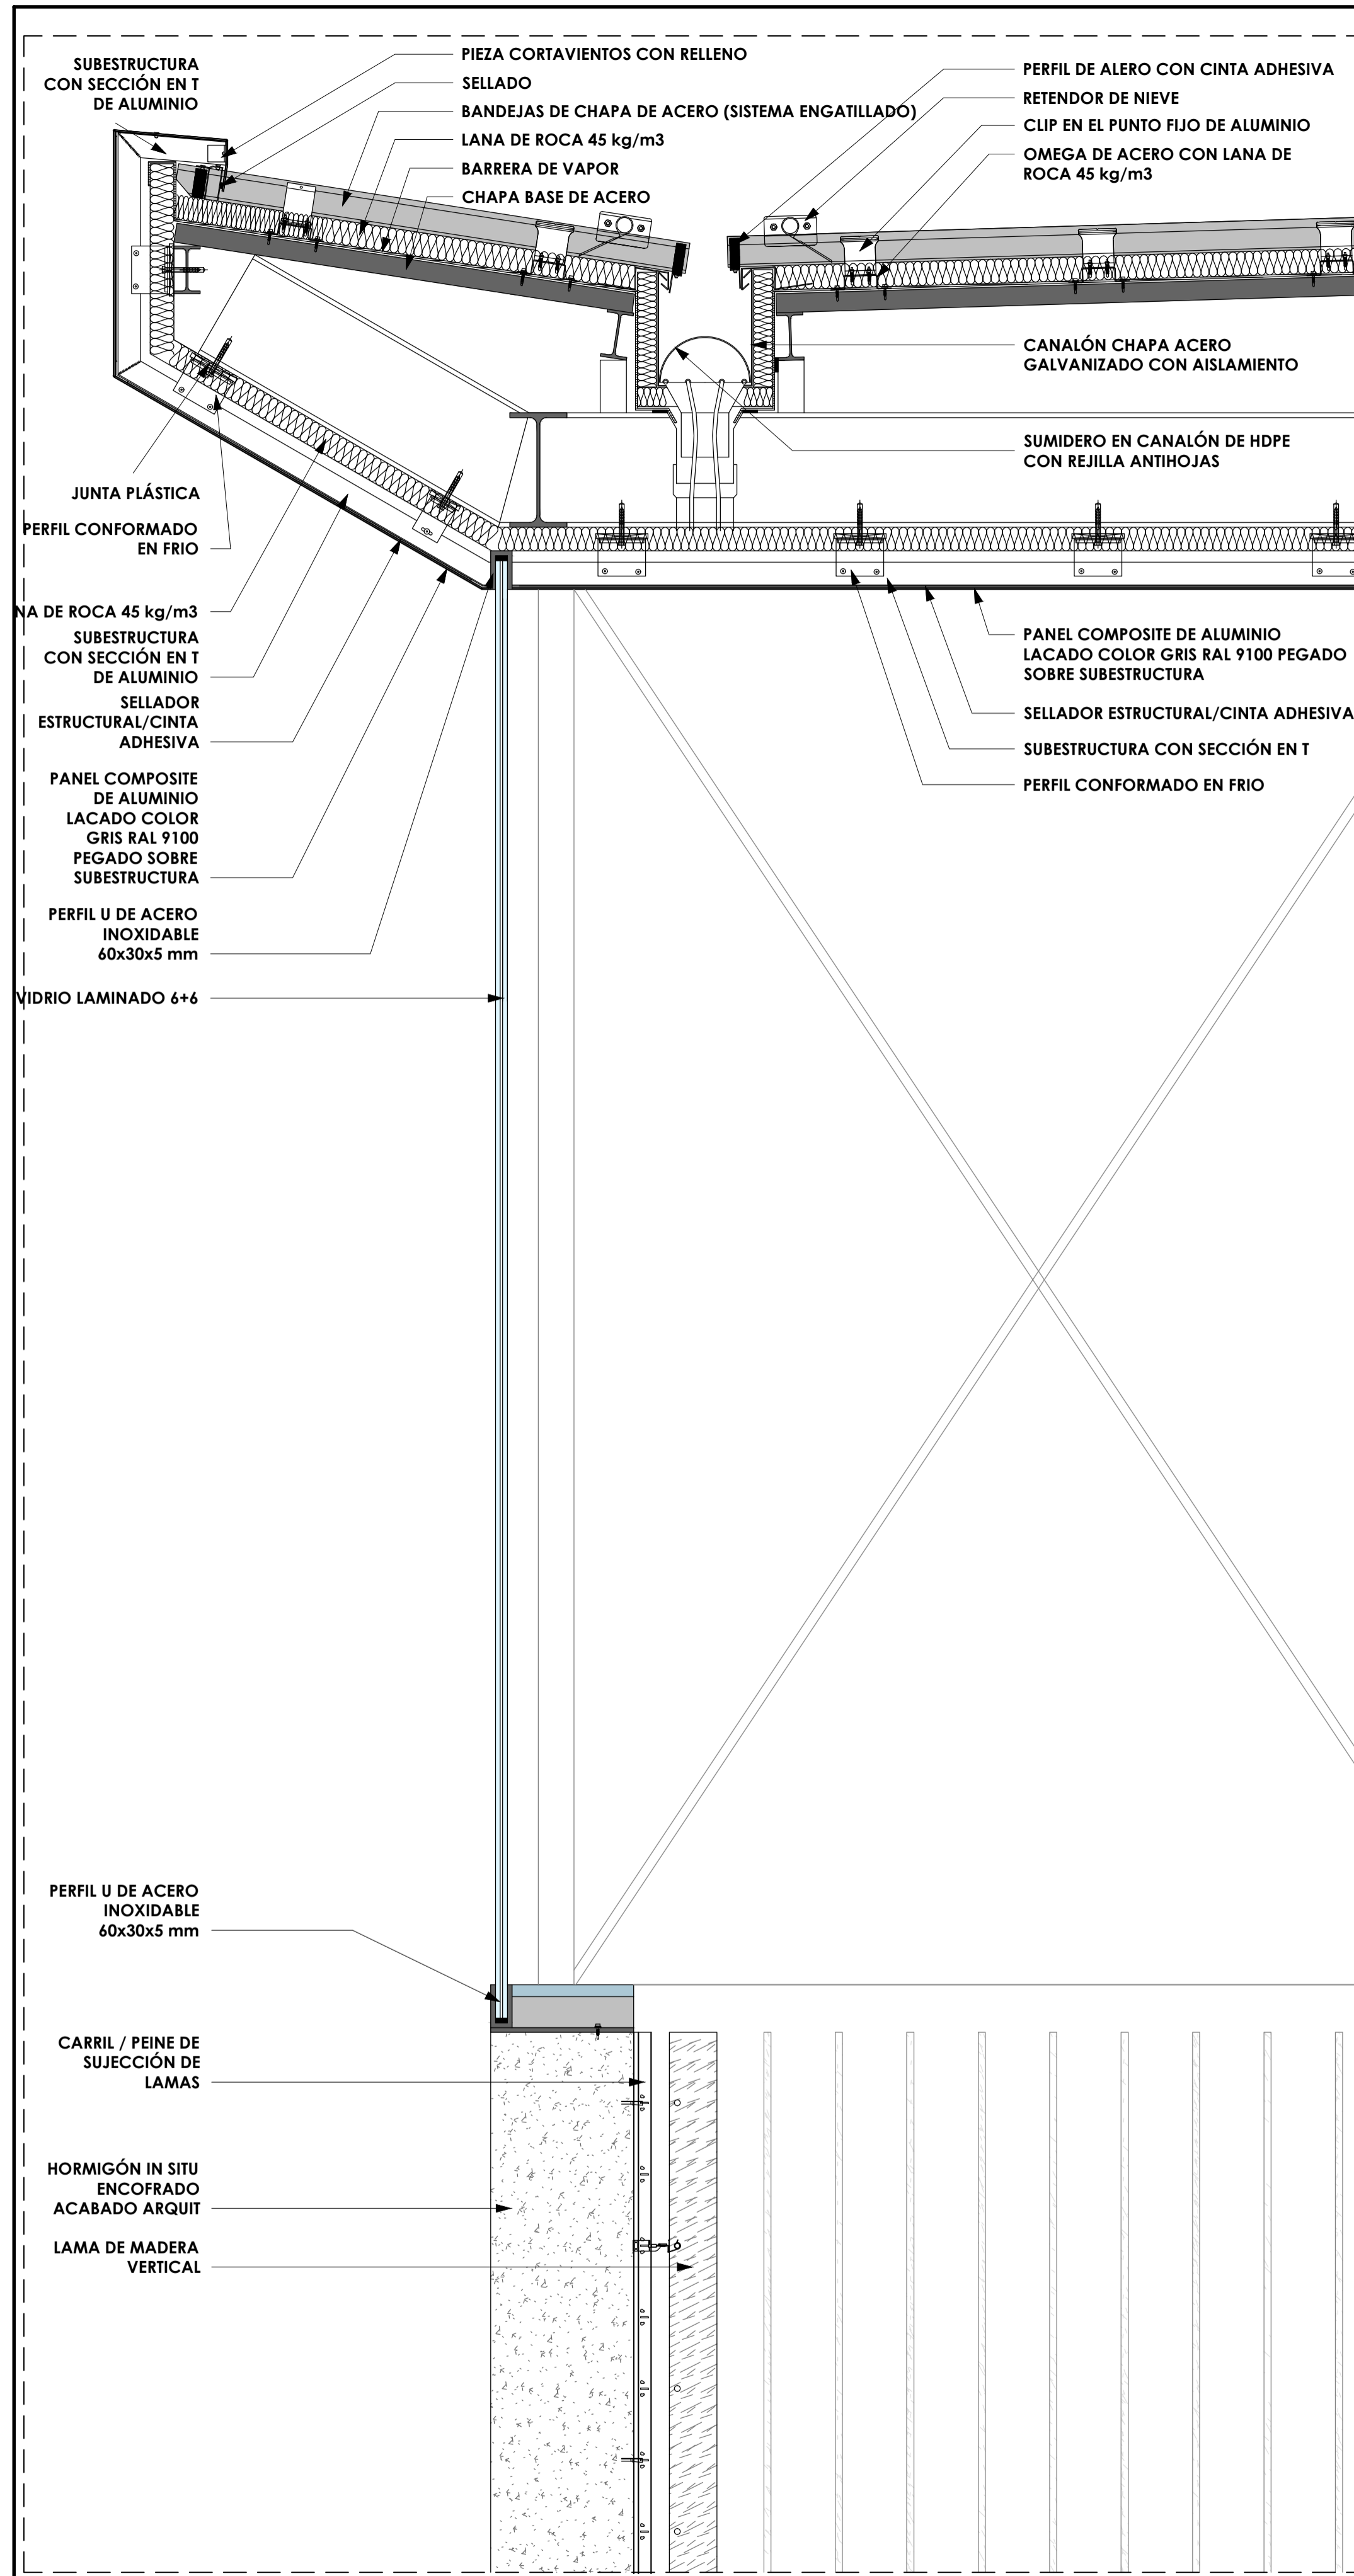 SUBESTRUCTURA
CON SECCIÓN EN T
DE ALUMINIO
PIEZA CORTAVIENTOS CON RELLENO
SELLADO
BANDEJAS DE CHAPA DE ACERO (SISTEMA ENGATILLADO)
LANA DE ROCA 45 kg/m3
BARRERA DE VAPOR
CHAPA BASE DE ACERO
PERFIL DE ALERO CON CINTA ADHESIVA
RETENDOR DE NIEVE
CLIP EN EL PUNTO FIJO DE ALUMINIO
OMEGA DE ACERO CON LANA DE
ROCA 45 kg/m3
CANALÓN CHAPA ACERO
GALVANIZADO CON AISLAMIENTO
SUMIDERO EN CANALÓN DE HDPE
CON REJILLA ANTIHOJAS
JUNTA PLÁSTICA
PERFIL CONFORMADO
EN FRIO
NA DE ROCA 45 kg/m3
SUBESTRUCTURA
CON SECCIÓN EN T
DE ALUMINIO
SELLADOR
ESTRUCTURAL/CINTA
ADHESIVA
PANEL COMPOSITE
DE ALUMINIO
LACADO COLOR
GRIS RAL 9100
PEGADO SOBRE
SUBESTRUCTURA
PERFIL U DE ACERO
INOXIDABLE
60x30x5 mm
VIDRIO LAMINADO 6+6
PANEL COMPOSITE DE ALUMINIO
LACADO COLOR GRIS RAL 9100 PEGADO
SOBRE SUBESTRUCTURA
SELLADOR ESTRUCTURAL/CINTA ADHESIVA
SUBESTRUCTURA CON SECCIÓN EN T
PERFIL CONFORMADO EN FRIO
PERFIL U DE ACERO
INOXIDABLE
60x30x5 mm
CARRIL / PEINE DE
SUJECCIÓN DE
LAMAS
HORMIGÓN IN SITU
ENCOFRADO
ACABADO ARQUIT
LAMA DE MADERA
VERTICAL